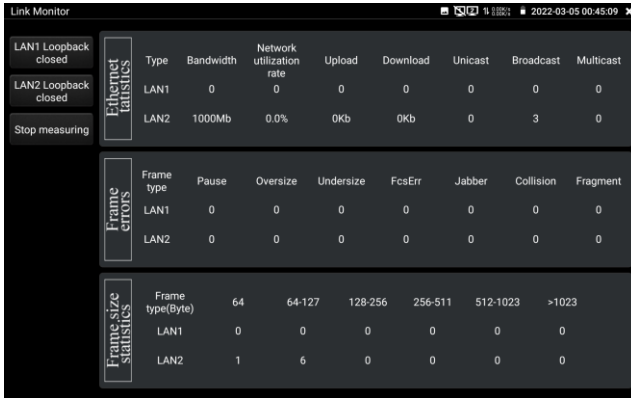 Link Monitor
2022-03-05 00:45:09
LAN1 Loopback
closed
LAN2 Loopback
closed
Stop measuring
Ethernet
tatistics
Type Bandwidth Network utilization rate Upload Download Unicast Broadcast Multicast
LAN1 0 0 0 0 0 0 0
LAN2 1000Mb 0.0% 0Kb 0Kb 0 3 0
Frame
errors
Frame type Pause Oversize Undersize FcsErr Jabber Collision Fragment
LAN1 0 0 0 0 0 0 0
LAN2 0 0 0 0 0 0 0
Frame size
statistics
Frame type(Byte) 64 64-127 128-256 256-511 512-1023 >1023
LAN1 0 0 0 0 0 0
LAN2 1 6 0 0 0 0